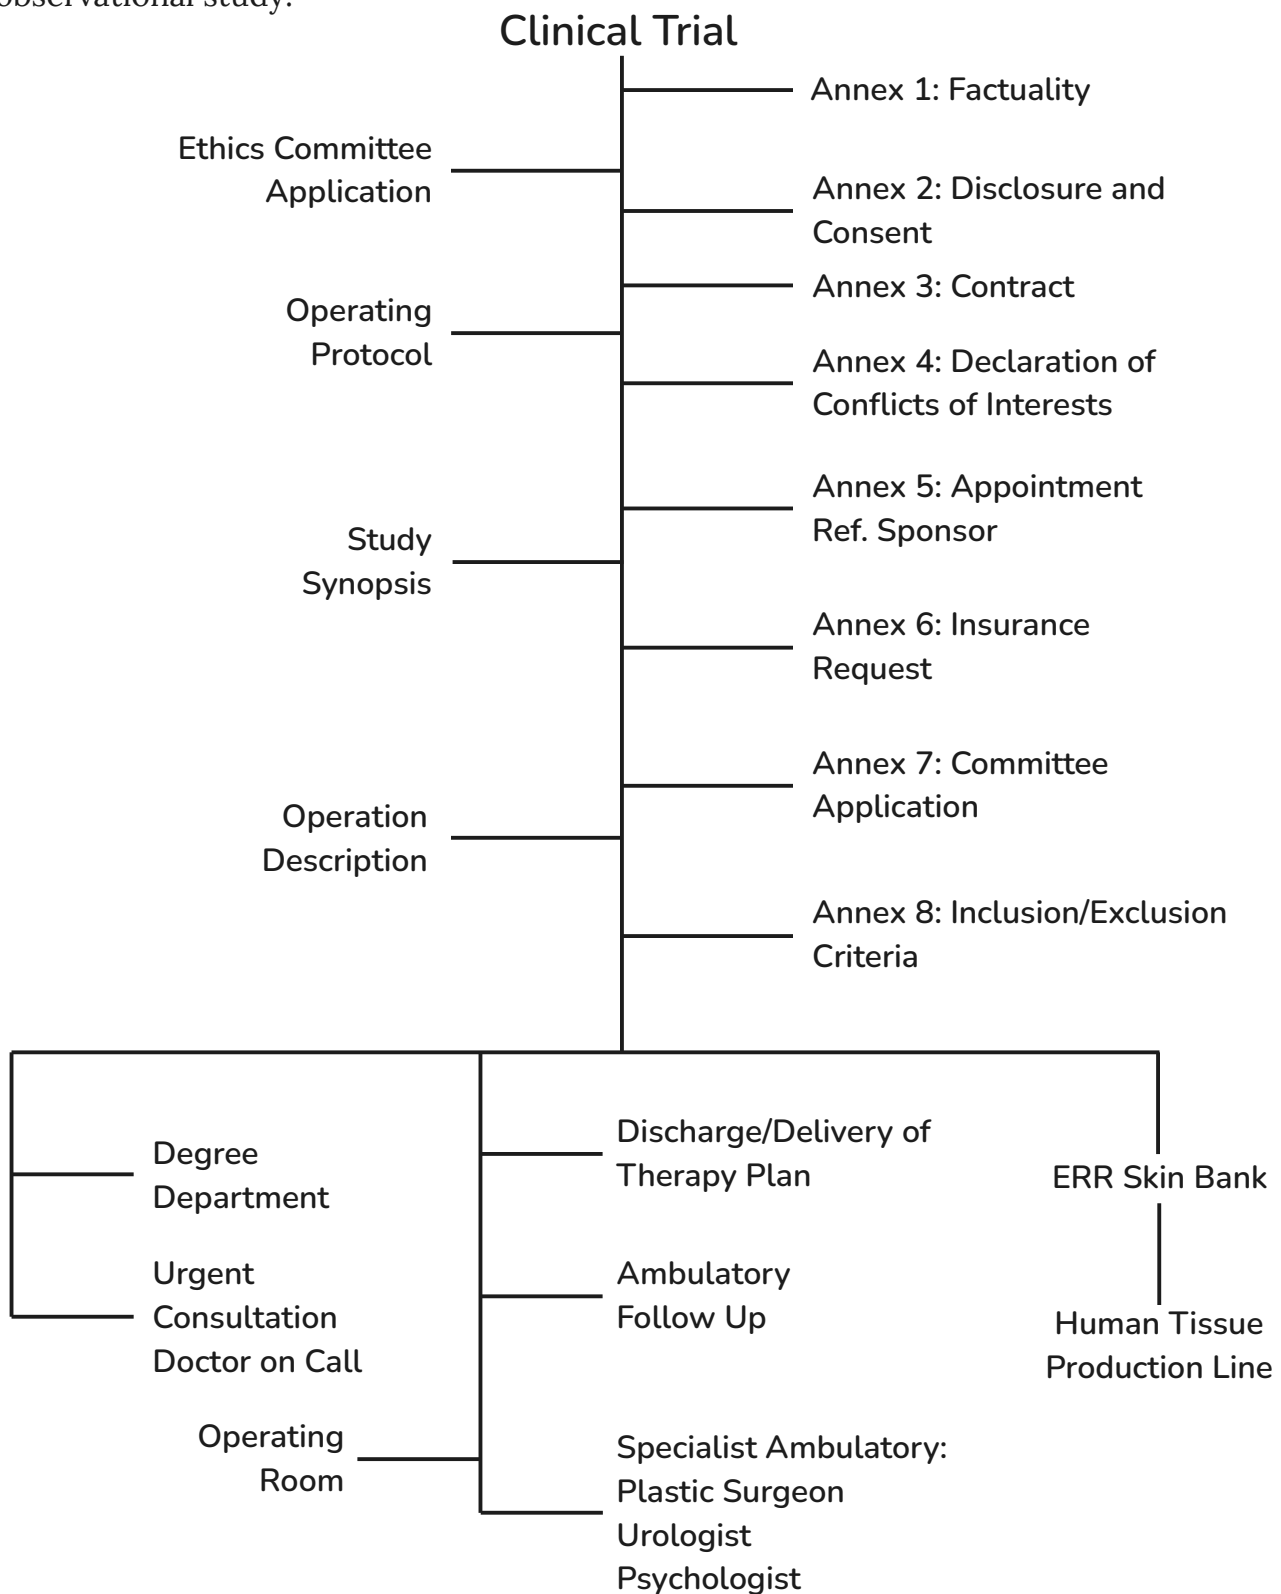 observational study.
Clinical Trial
Annex 1: Factuality
Ethics Committee
Application
Annex 2: Disclosure and
Consent
Annex 3: Contract
Operating
Protocol
Annex 4: Declaration of
Conflicts of Interests
Annex 5: Appointment
Ref. Sponsor
Study
Synopsis
Annex 6: Insurance
Request
Annex 7: Committee
Application
Operation
Description
Annex 8: Inclusion/Exclusion
Criteria
Degree
Department
Urgent
Consultation
Doctor on Call
Operating
Room
Discharge/Delivery of
Therapy Plan
Ambulatory
Follow Up
Specialist Ambulatory:
Plastic Surgeon
Urologist
Psychologist
ERR Skin Bank
Human Tissue
Production Line